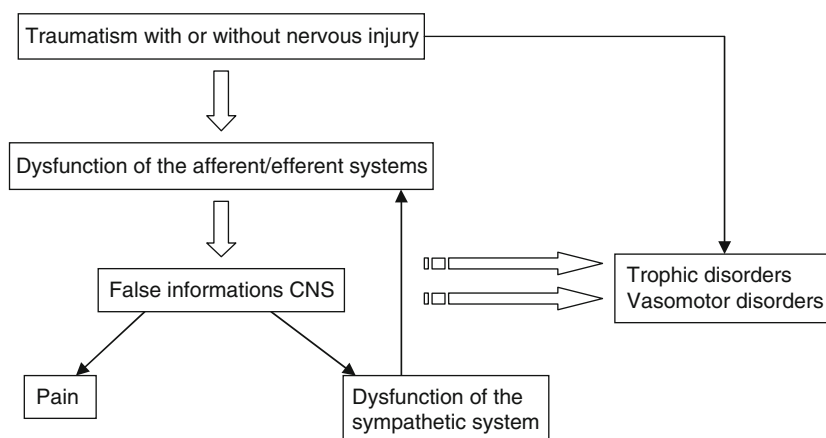 Traumatism with or without nervous injury
Dysfunction of the afferent/efferent systems
False informations CNS
Trophic disorders
Vasomotor disorders
Pain
Dysfunction of the
sympathetic system